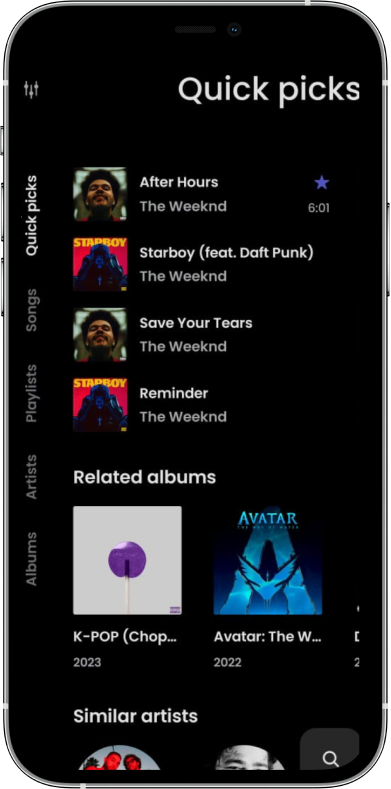 Quick picks
Quick picks
Songs
Playlists
Artists
Albums
After Hours
The Weeknd
6:01
STARBOY
Starboy (feat. Daft Punk)
The Weeknd
Save Your Tears
The Weeknd
STARBOY
Reminder
The Weeknd
Related albums
AVATAR
K-POP (Chop...
2023
Avatar: The W...
2022
Similar artists